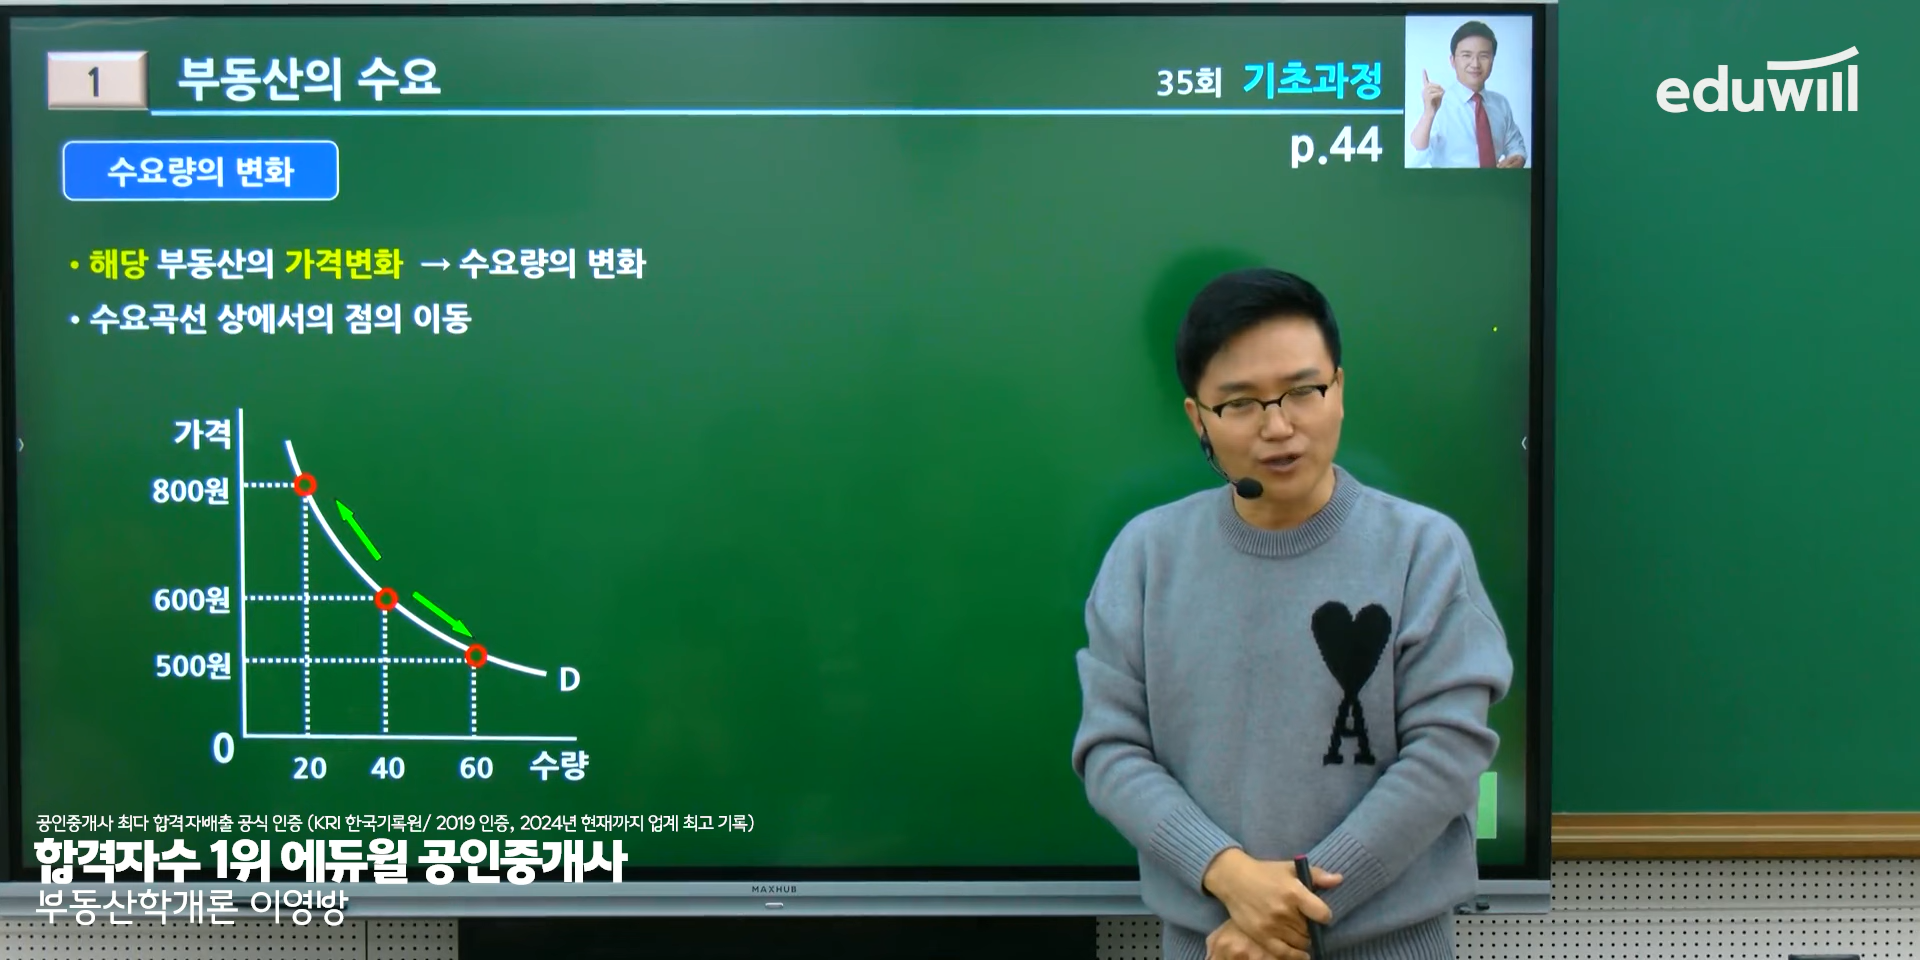 1 부동산의 수요
35회 기초과정
p.44
eduwill
수요량의 변화
• 해당 부동산의 가격변화 → 수요량의 변화
• 수요곡선 상에서의 점의 이동
가격
800원
600원
500원
D
0
20 40 60 수량
공인중개사 최다 합격자배출 공식 인증 (KRI 한국기록원/ 2019 인증, 2024년 현재까지 업계 최고 기록)
합격자수 1위 에듀윌 공인중개사
부동산학개론 이영방
MAXHUB
A